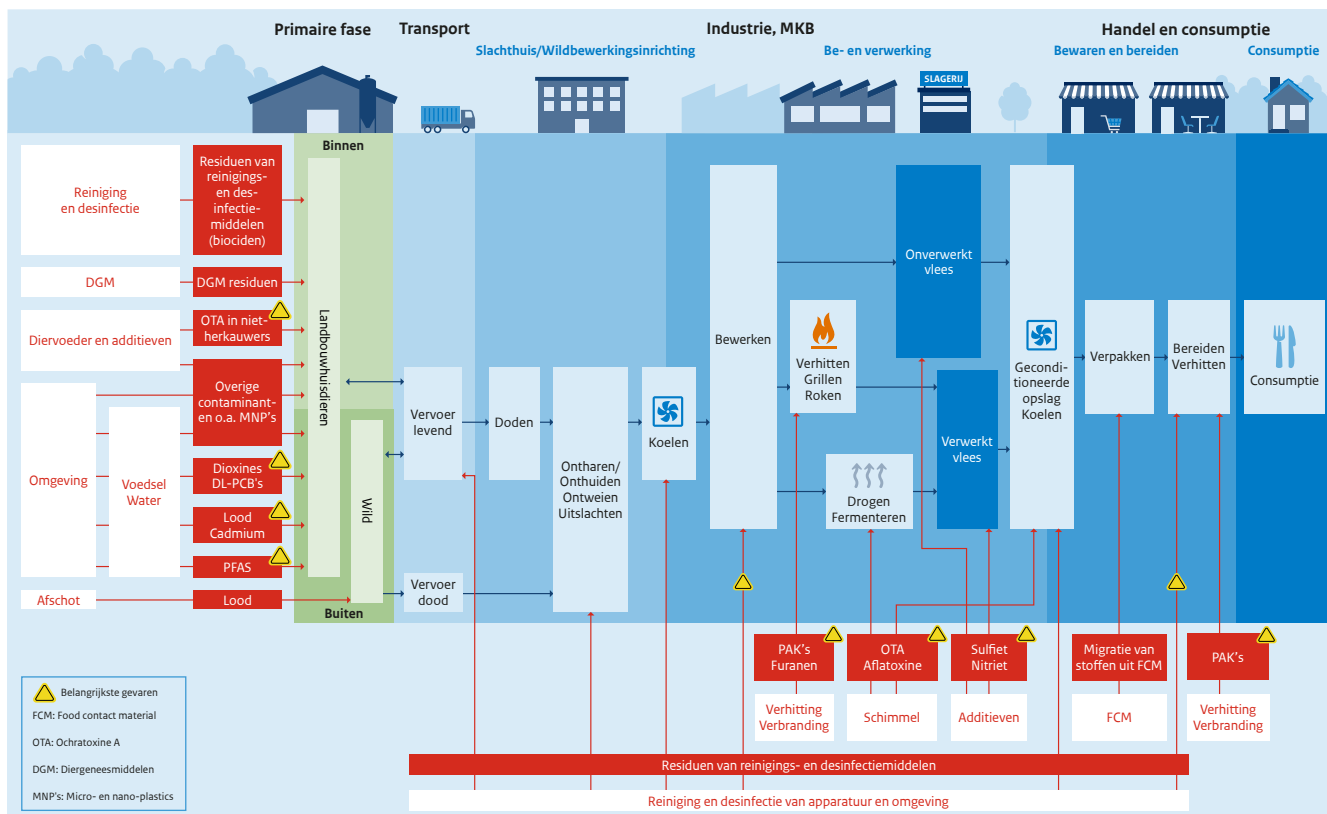 Primaire fase
Transport
Industrie, MKB
Handel en consumptie
Slachthuis/Wildbewerkingsinrichting
Be- en verwerking
Bewaren en bereiden
Consumptie
SLAGERIJ
Binnen
Reiniging
en desinfectie
Residuen van
reinigings-
en des-
infectie-
middelen
(biociden)
DGM
DGM residuen
Diervoeder en additieven
OTA in niet-
herkauwers
Overige
contaminant-
en o.a. MNP's
Omgeving
Voedsel
Water
Dioxines
DL-PCB's
Lood
Cadmium
PFAS
Afschot
Lood
Landbouwhuisdieren
Wild
Buiten
Vervoer
levend
Vervoer
dood
Doden
Ontharen/
Onthuiden
Ontweien
Uitslachten
Koelen
Bewerken
Verhitten
Grillen
Roken
Drogen
Fermenteren
Onverwerkt
vlees
Verwerkt
vlees
Gecondi-
tioneerde
opslag
Koelen
Verpakken
Bereiden
Verhitten
Consumptie
PAK's
Furanen
OTA
Aflatoxine
Sulfiet
Nitriet
Migratie van
stoffen uit FCM
PAK's
Verhitting
Verbranding
Schimmel
Additieven
FCM
Verhitting
Verbranding
Residuen van reinigings- en desinfectiemiddelen
Reiniging en desinfectie van apparatuur en omgeving
Belangrijkste gevaren
FCM: Food contact material
OTA: Ochratoxine A
DGM: Diergeneesmiddelen
MNP's: Micro- en nano-plastics